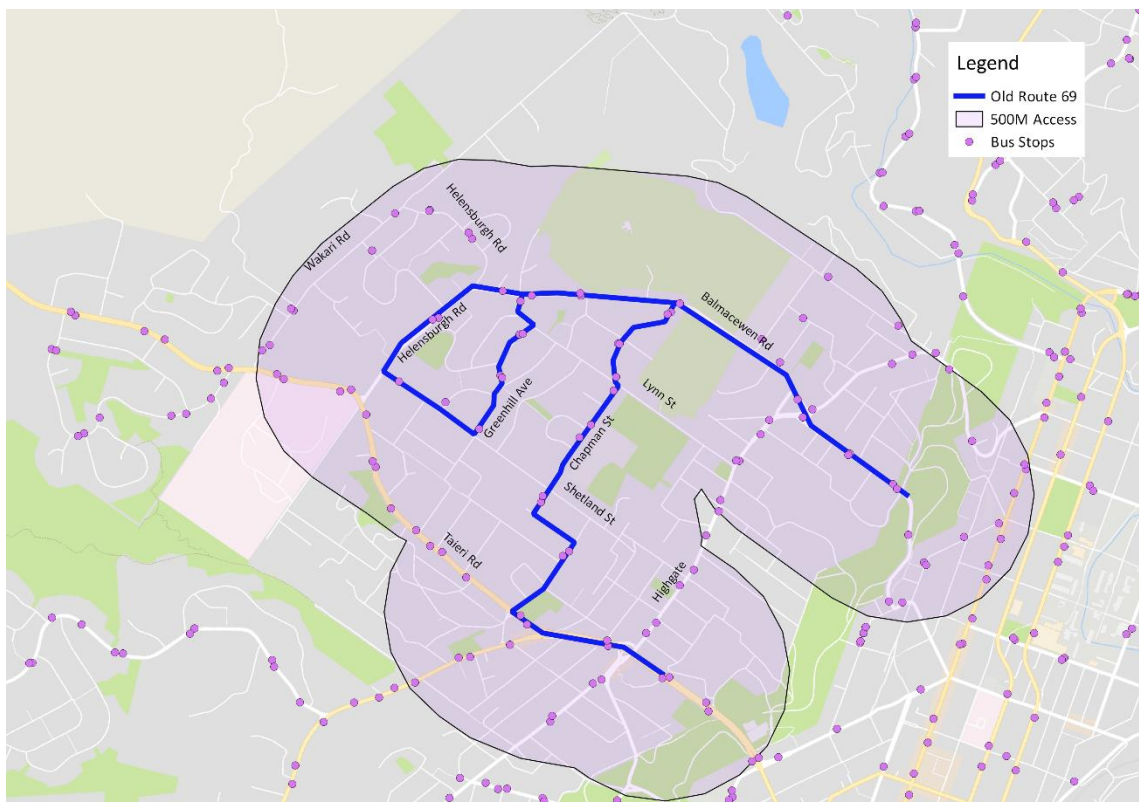 Legend
Old Route 69
500M Access
Bus Stops
Helensburgh Rd
Wakari Rd
Balmacewen Rd
Helensburgh Rd
Lynn St
Greenhill Ave
Chapman St
Shetland St
Taieri Rd
Highgate